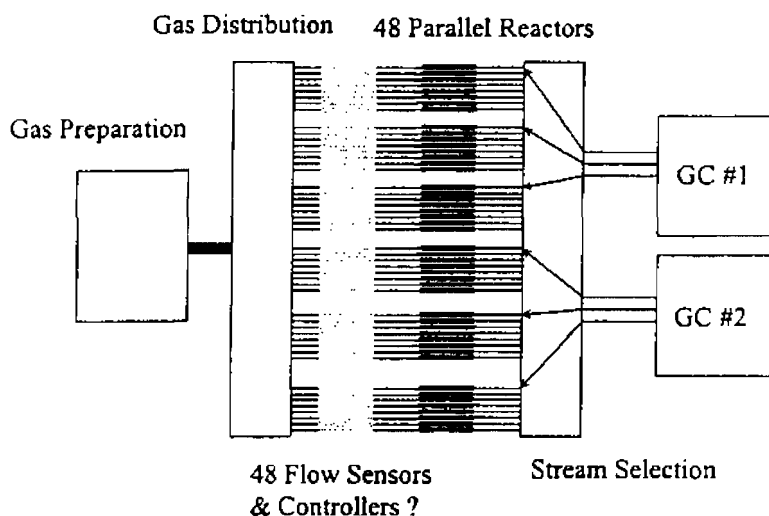 Gas Distribution
48 Parallel Reactors
Gas Preparation
GC #1
GC #2
48 Flow Sensors
& Controllers ?
Stream Selection